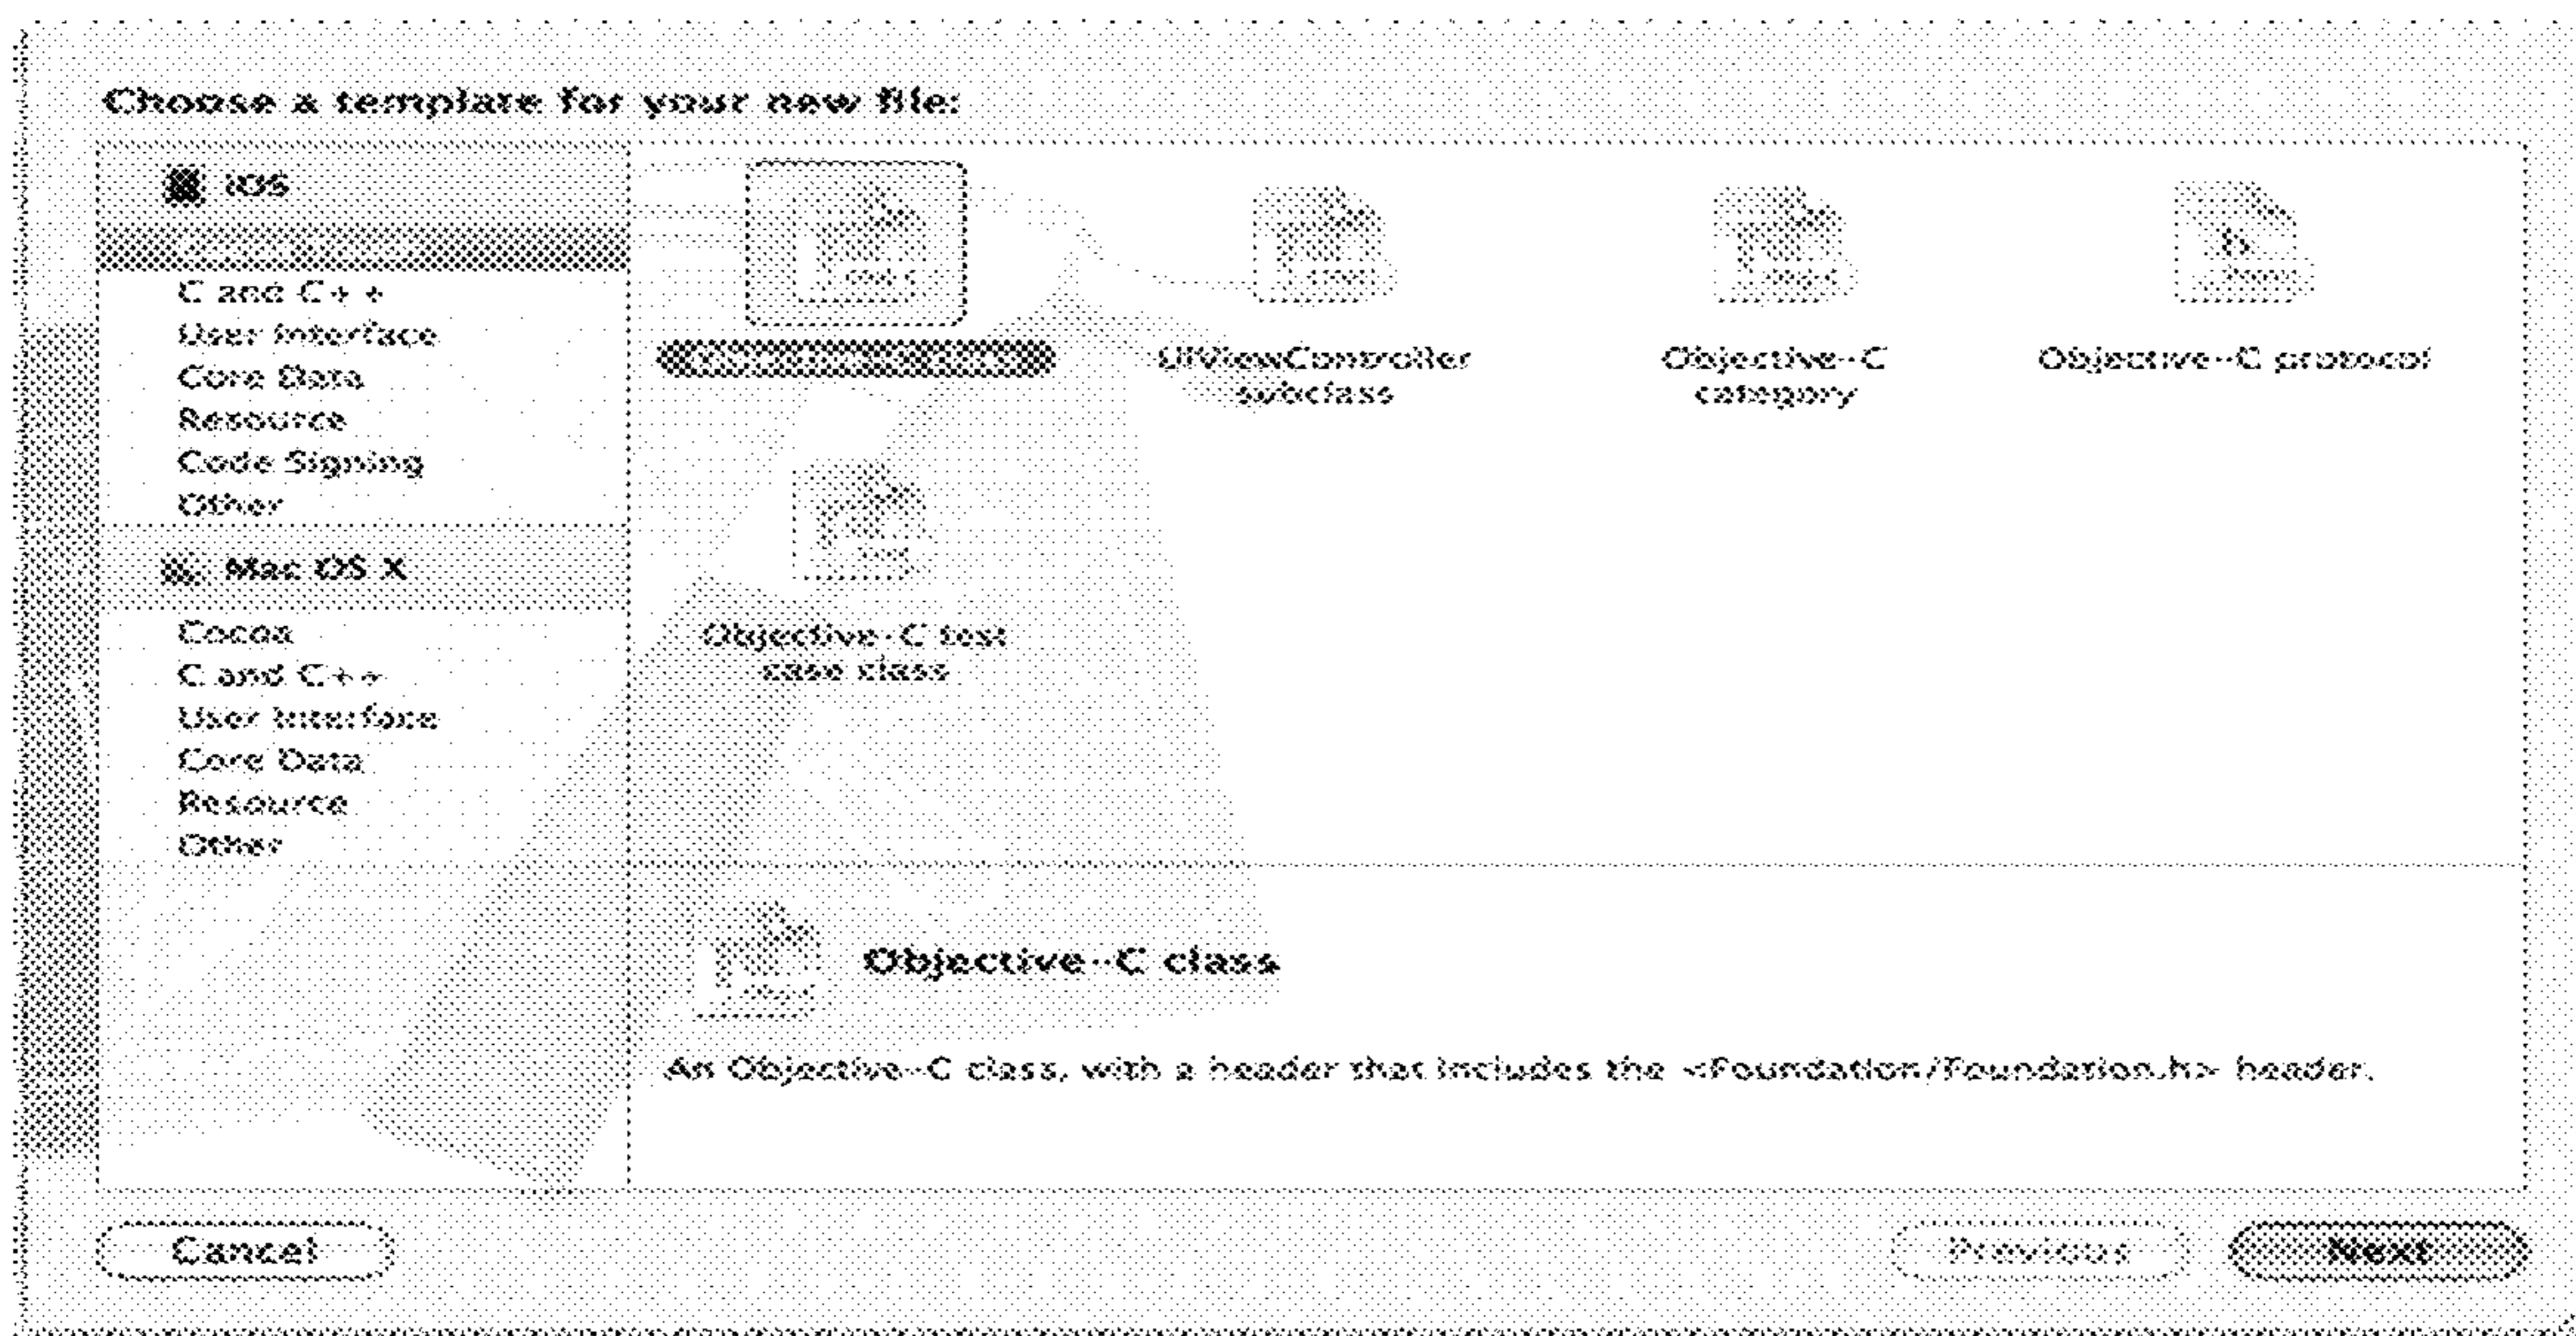 Choose a template for your new file:
iOS
C and C++
User Interface
Core Data
Resource
Code Signing
Other
Mac OS X
Cocoa
C and C++
User Interface
Core Data
Resource
Other
UIViewController
subclass
Objective-C
category
Objective-C protocol
Objective-C test
case class
Objective-C class
An Objective-C class, with a header that includes the <Foundation/Foundation.h> header.
Cancel
Previous
Next